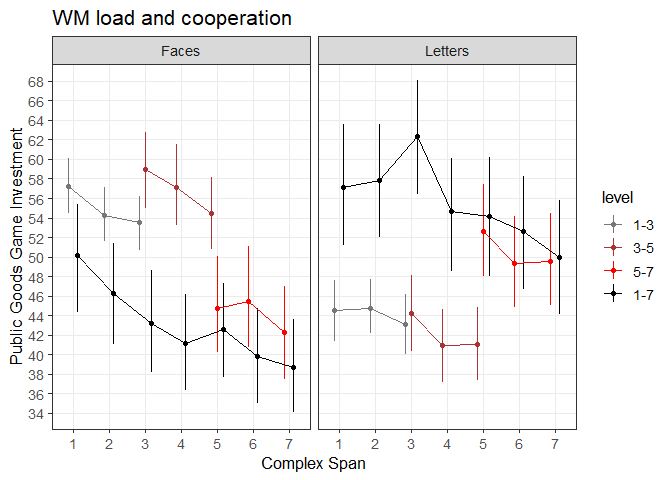 WM load and cooperation
Faces
Letters
Public Goods Game Investment
68
66
64
62
60
58
56
54
52
50
48
46
44
42
40
38
36
34
1 2 3 4 5 6 7
1 2 3 4 5 6 7
Complex Span
level
1-3
3-5
5-7
1-7